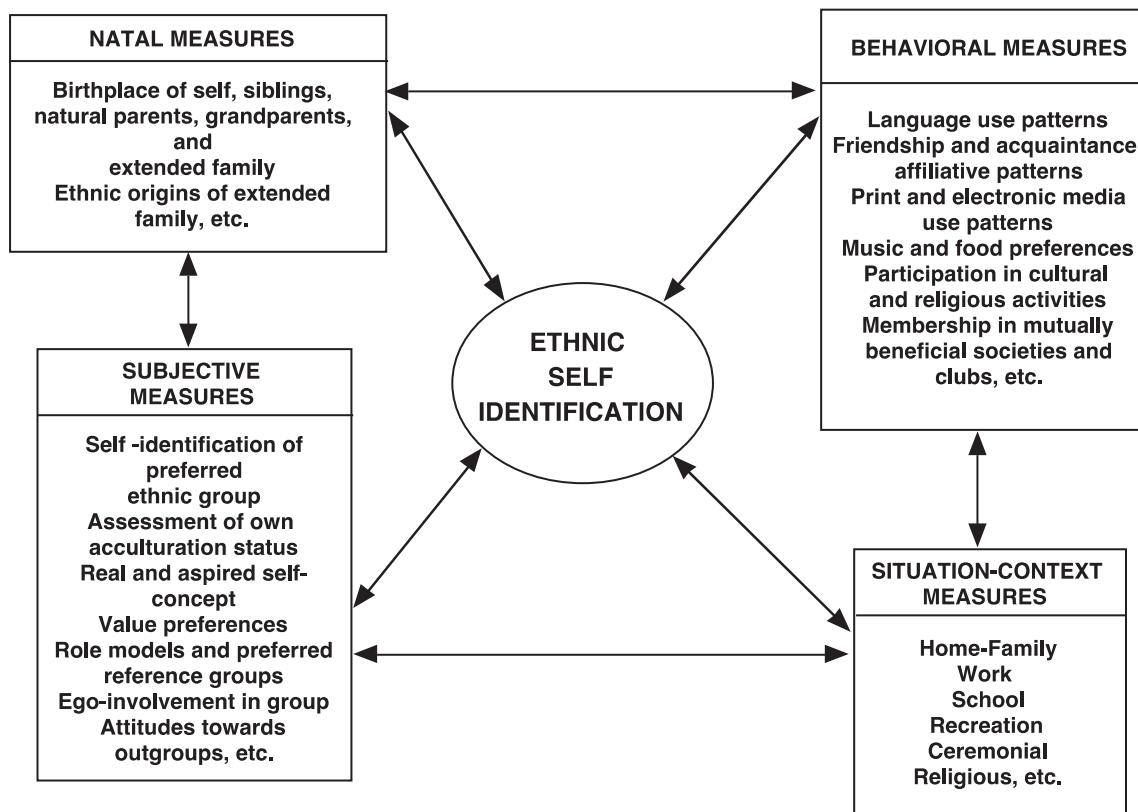 NATAL MEASURES
Birthplace of self, siblings,
natural parents, grandparents,
and
extended family
Ethnic origins of extended
family, etc.
BEHAVIORAL MEASURES
Language use patterns
Friendship and acquaintance
affiliative patterns
Print and electronic media
use patterns
Music and food preferences
Participation in cultural
and religious activities
Membership in mutually
beneficial societies and
clubs, etc.
ETHNIC
SELF
IDENTIFICATION
SUBJECTIVE
MEASURES
Self -identification of
preferred
ethnic group
Assessment of own
acculturation status
Real and aspired self-
concept
Value preferences
Role models and preferred
reference groups
Ego-involvement in group
Attitudes towards
outgroups, etc.
SITUATION-CONTEXT
MEASURES
Home-Family
Work
School
Recreation
Ceremonial
Religious, etc.